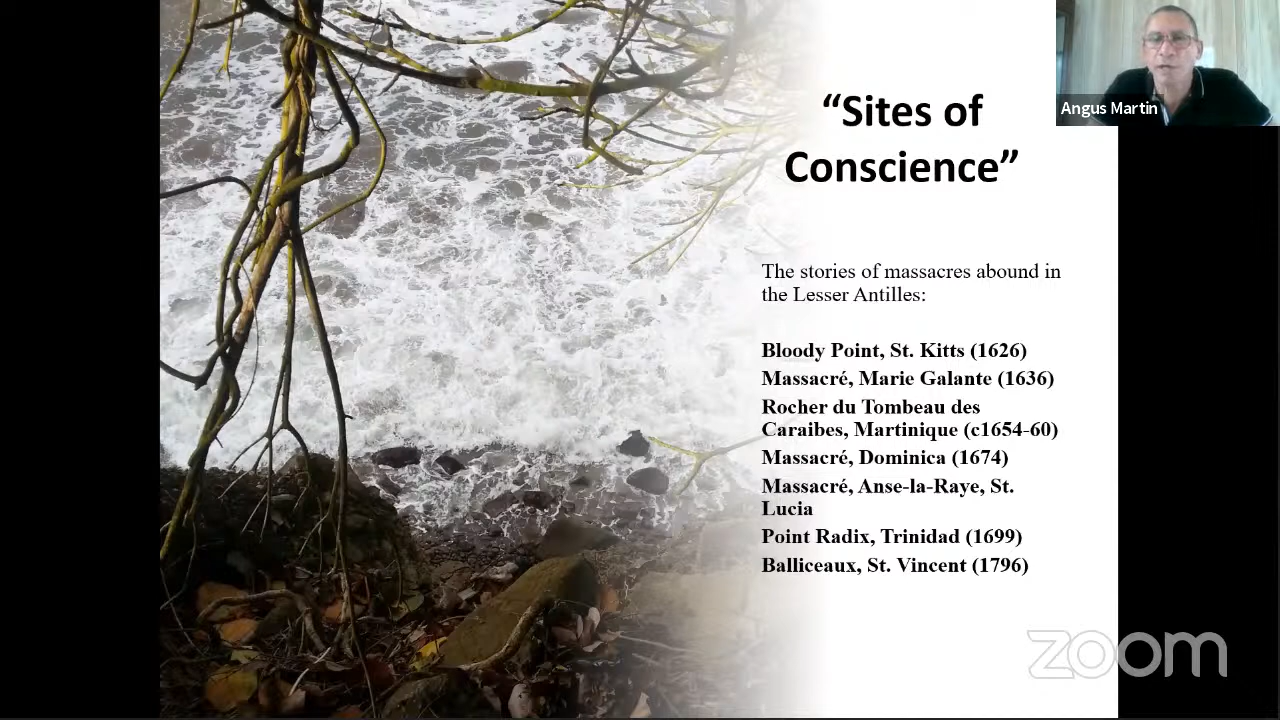 “Sites of
Conscience”
Angus Martin
The stories of massacres abound in
the Lesser Antilles:
Bloody Point, St. Kitts (1626)
Massacré, Marie Galante (1636)
Rocher du Tombeau des
Caraibes, Martinique (c1654-60)
Massacré, Dominica (1674)
Massacré, Anse-la-Raye, St.
Lucia
Point Radix, Trinidad (1699)
Balliceaux, St. Vincent (1796)
zoom